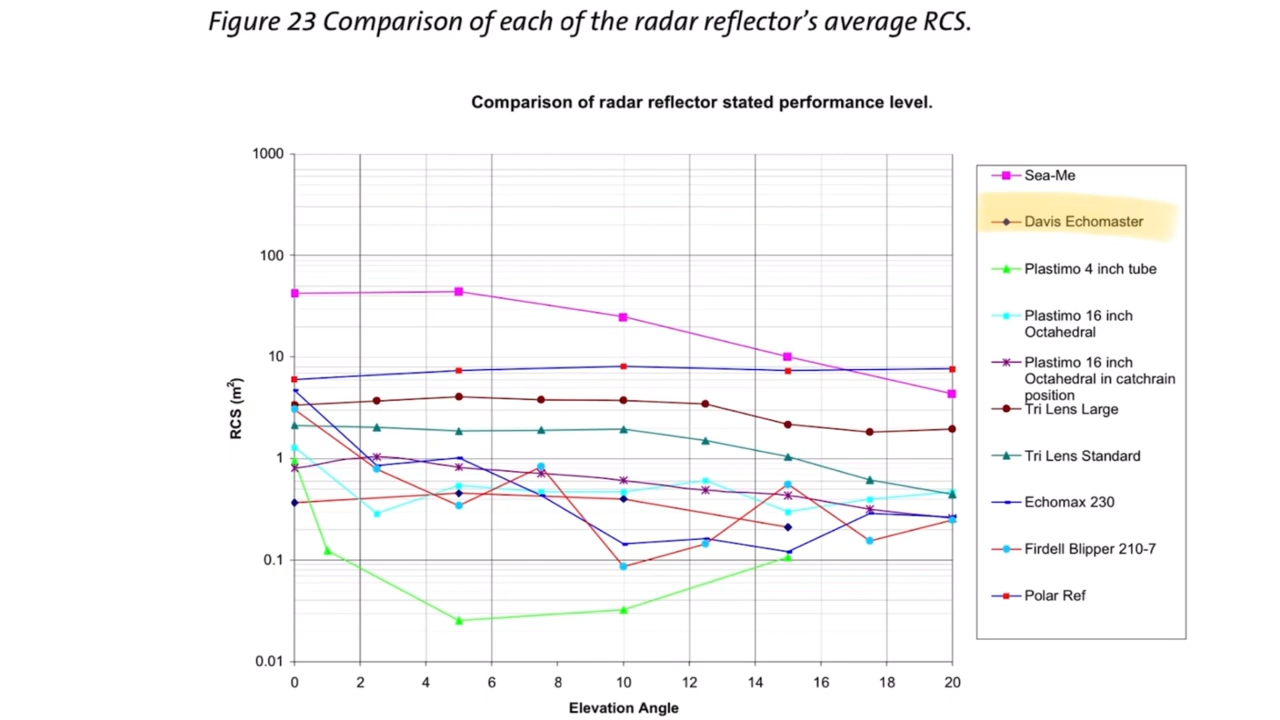 Figure 23 Comparison of each of the radar reflector's average RCS.
Comparison of radar reflector stated performance level.
1000
100
10
1
0.1
0.01
RCS (m²)
0 2 4 6 8 10 12 14 16 18 20
Elevation Angle
Sea-Me
Davis Echomaster
Plastimo 4 inch tube
Plastimo 16 inch
Octahedral
Plastimo 16 inch
Octahedral in catchrain
position
Tri Lens Large
Tri Lens Standard
Echomax 230
Firdell Blipper 210-7
Polar Ref